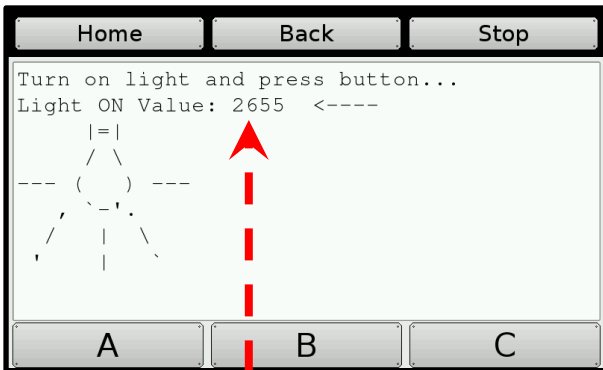 Home Back Stop
Turn on light and press button...
Light ON Value: 2655  <----
      |=|
      / \
--- (    ) ---
   , `-'.
  /    |   \
 '     |    `
A B C